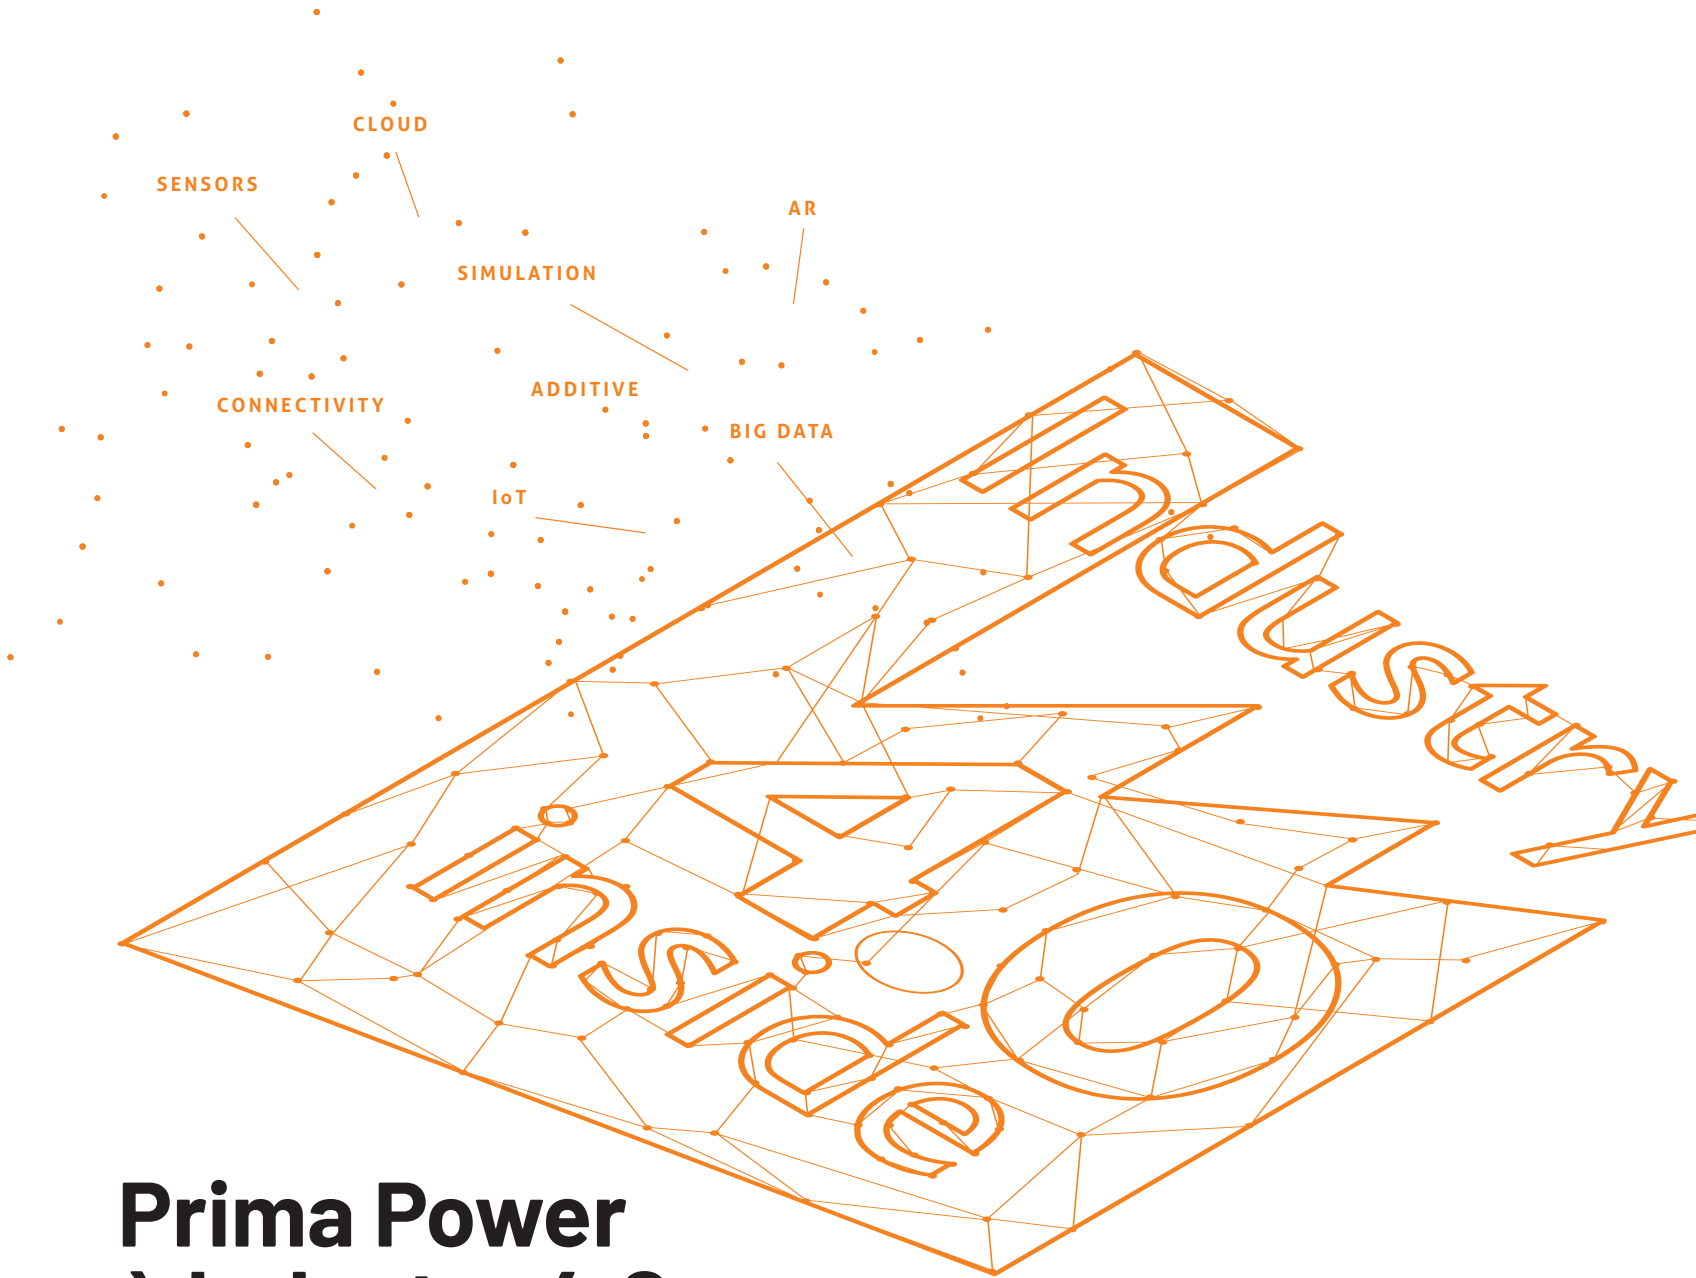 CLOUD
SENSORS
AR
SIMULATION
ADDITIVE
CONNECTIVITY
BIG DATA
IoT
Industry
4.0
inside
Prima Power